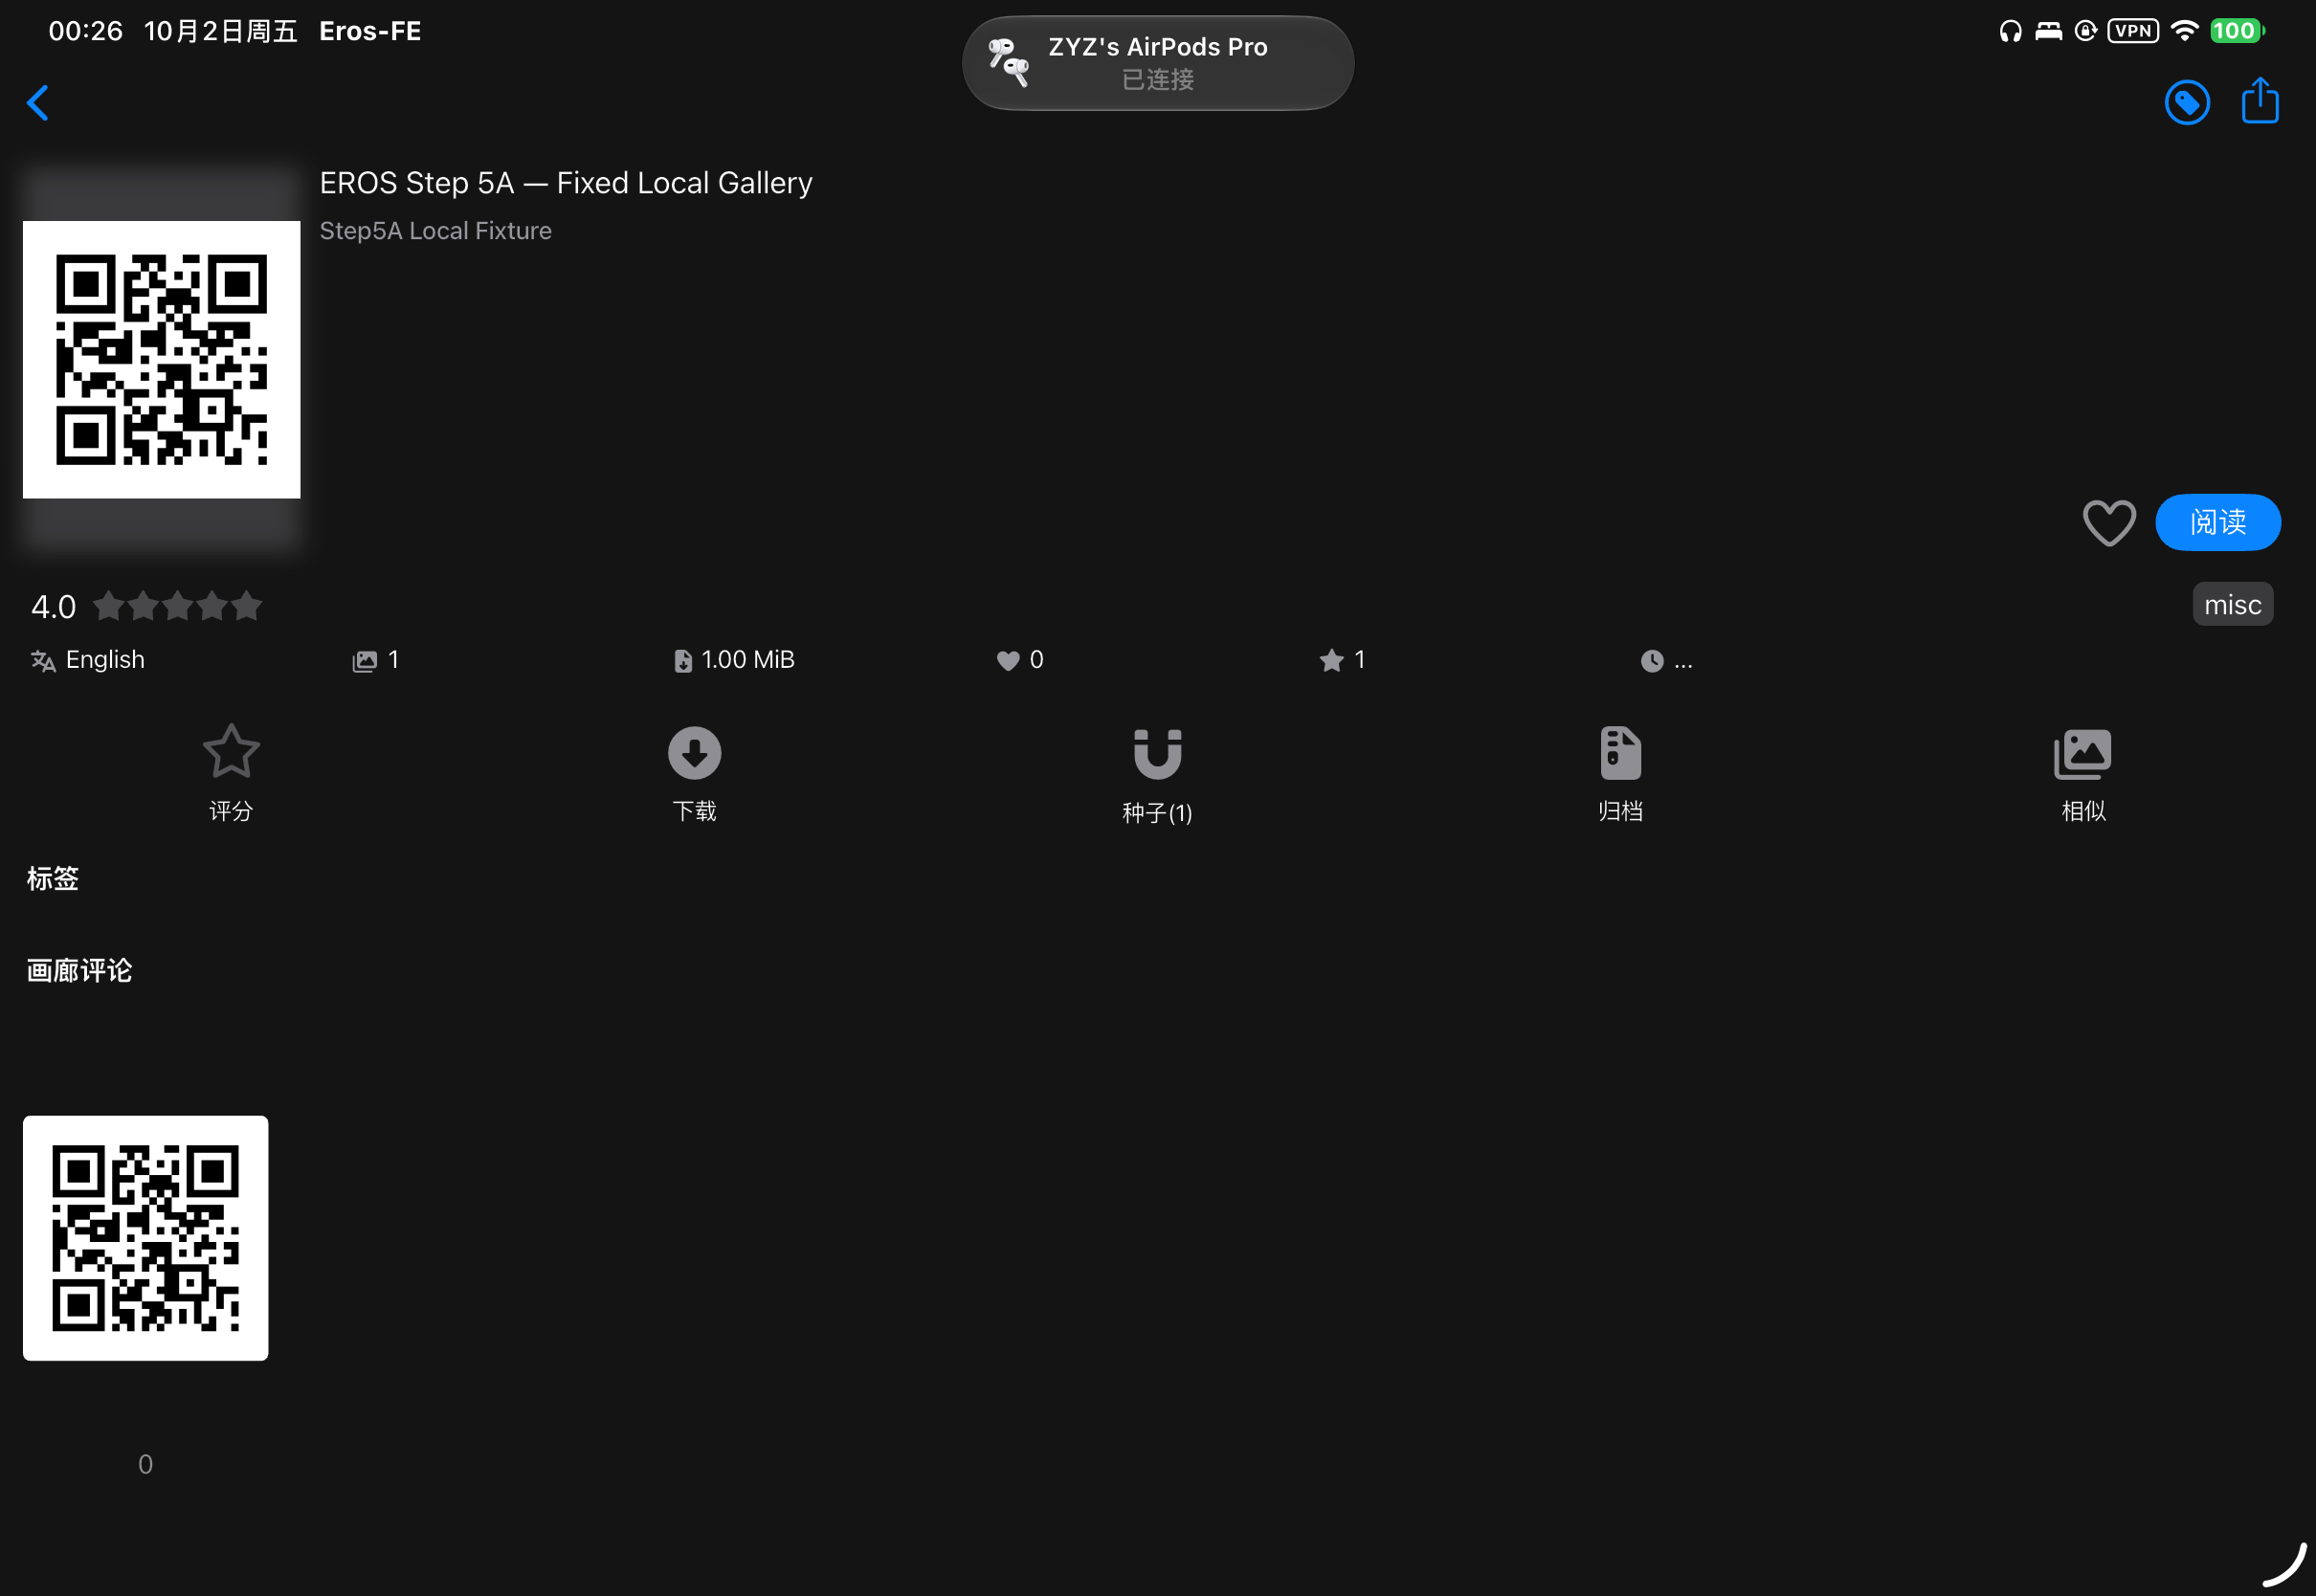 00:26 10月2日周五 Eros-FE
ZYZ's AirPods Pro
已连接
VPN
100
EROS Step 5A — Fixed Local Gallery
Step5A Local Fixture
阅读
4.0
misc
English
1
1.00 MiB
0
1
...
评分
下载
种子(1)
归档
相似
标签
画廊评论
0